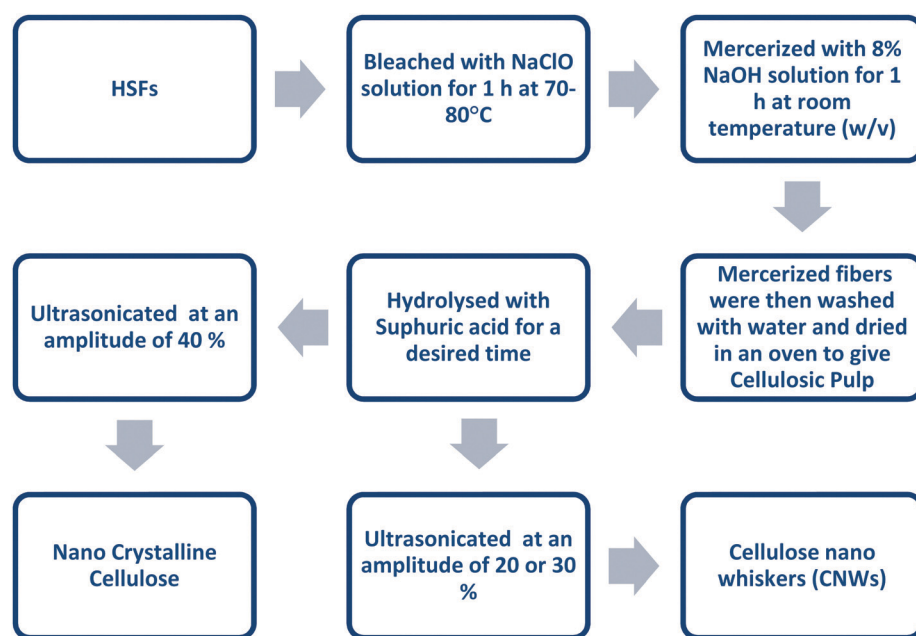 HSFs
Bleached with NaClO
solution for 1 h at 70-
80°C
Mercerized with 8%
NaOH solution for 1
h at room
temperature (w/v)
Mercerized fibers
were then washed
with water and dried
in an oven to give
Cellulosic Pulp
Hydrolysed with
Suphuric acid for a
desired time
Ultrasonicated at an
amplitude of 40 %
Nano Crystalline
Cellulose
Ultrasonicated at an
amplitude of 20 or 30
%
Cellulose nano
whiskers (CNWs)